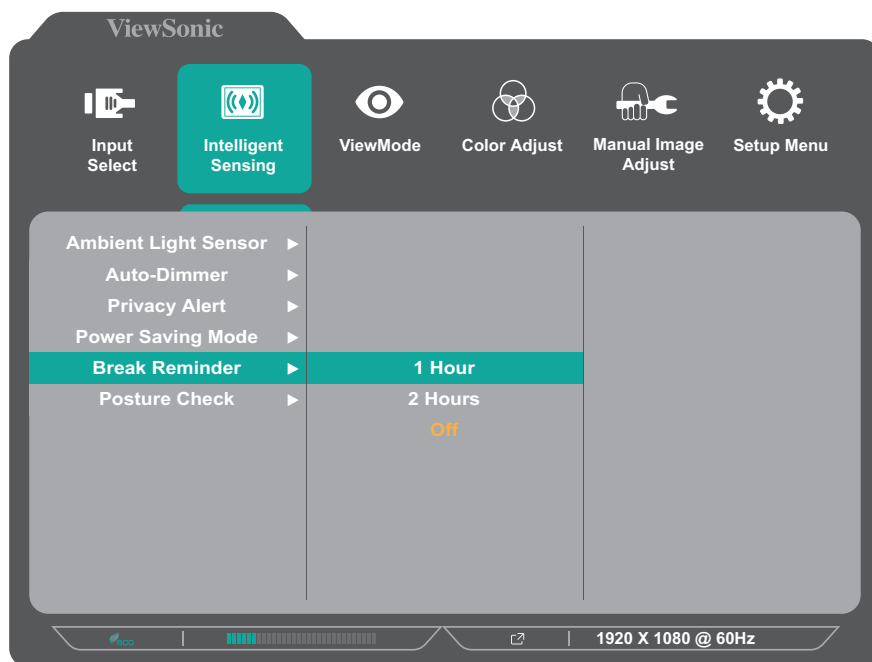 ViewSonic
Input
Select
Intelligent
Sensing
ViewMode
Color Adjust
Manual Image
Adjust
Setup Menu
Ambient Light Sensor
Auto-Dimmer
Privacy Alert
Power Saving Mode
Break Reminder
1 Hour
Posture Check
2 Hours
Off
eco
1920 X 1080 @ 60Hz